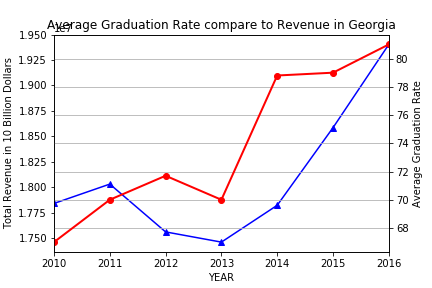 Average Graduation Rate compare to Revenue in Georgia
1e7
1.950
1.925
1.900
1.875
1.850
1.825
1.800
1.775
1.750
Total Revenue in 10 Billion Dollars
80
78
76
74
72
70
68
Average Graduation Rate
2010 2011 2012 2013 2014 2015 2016
YEAR